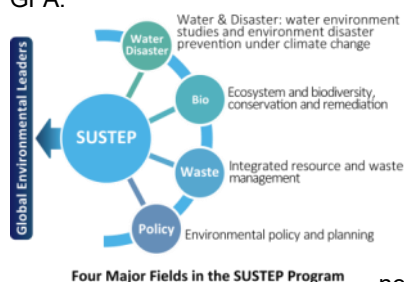 GPA.
Water & Disaster: water environment
studies and environment disaster
prevention under climate change
Water
Disaster
Bio
Ecosystem and biodiversity,
conservation and remediation
Global Environmental Leaders
SUSTEP
Waste
Integrated resource and waste
management
Policy
Environmental policy and planning
Four Major Fields in the SUSTEP Program